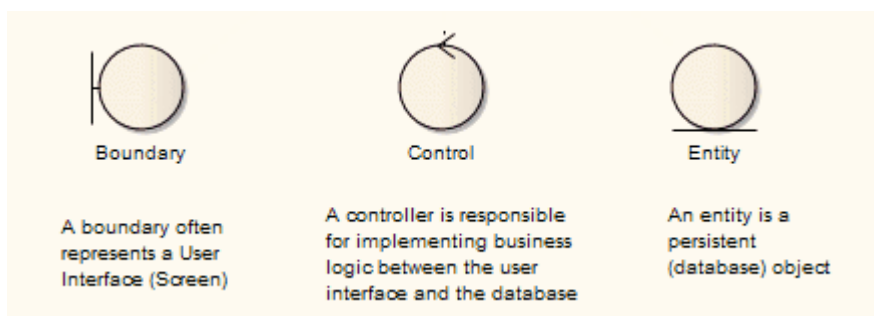 Boundary
Control
Entity
A boundary often
represents a User
Interface (Screen)
A controller is responsible
for implementing business
logic between the user
interface and the database
An entity is a
persistent
(database) object